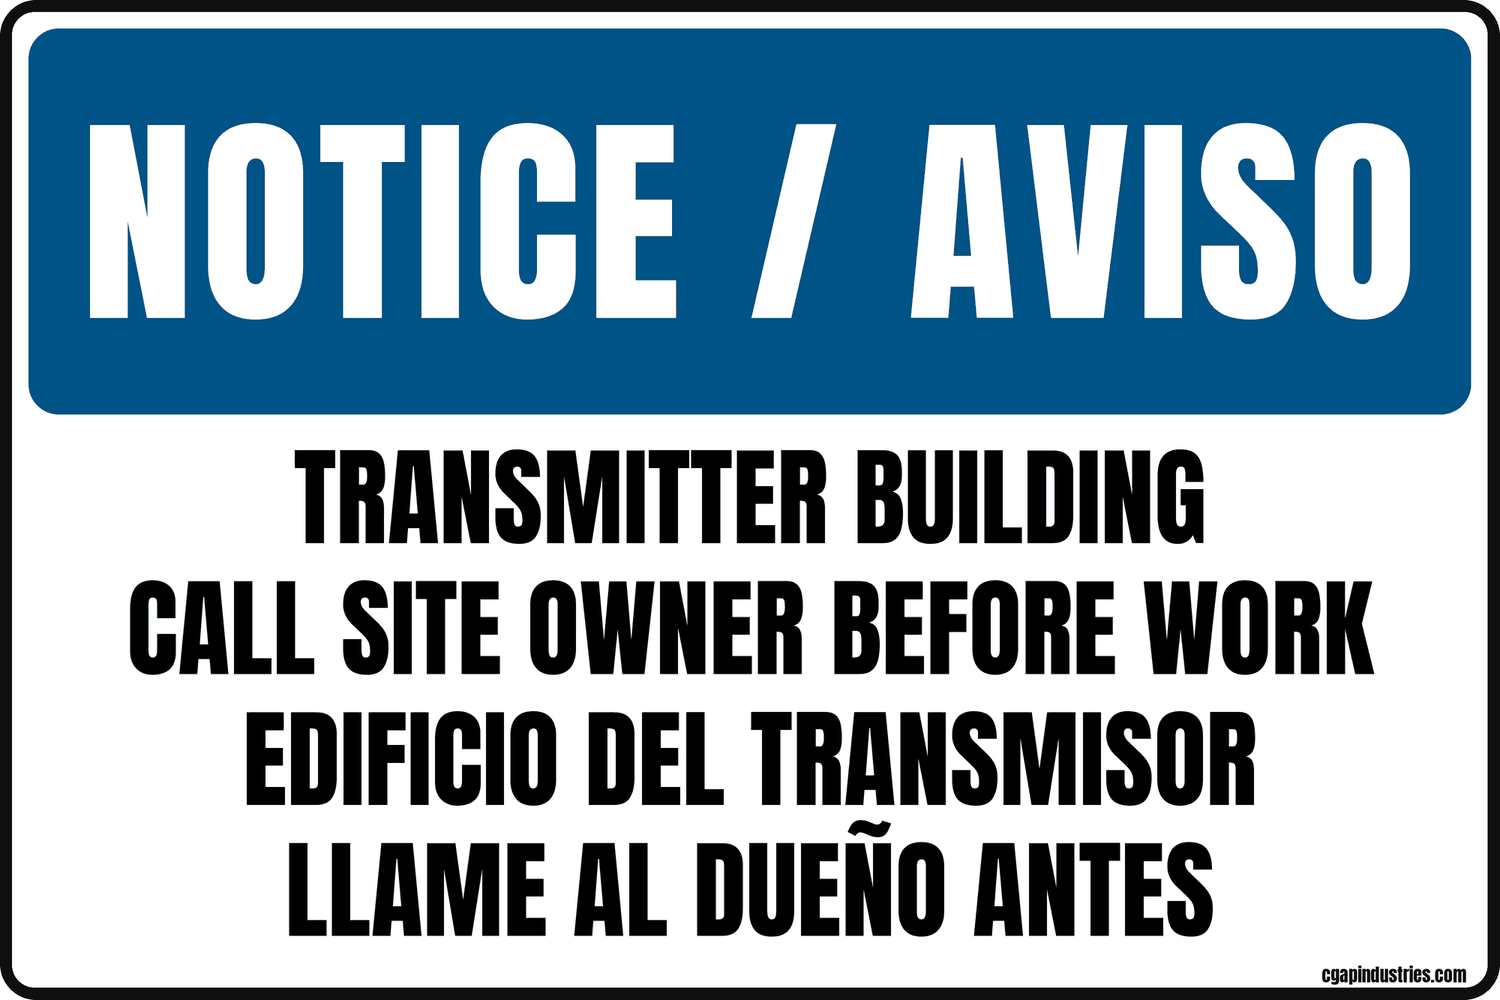 NOTICE / AVISO
TRANSMITTER BUILDING
CALL SITE OWNER BEFORE WORK
EDIFICIO DEL TRANSMISOR
LLAME AL DUEÑO ANTES
cgapindustries.com